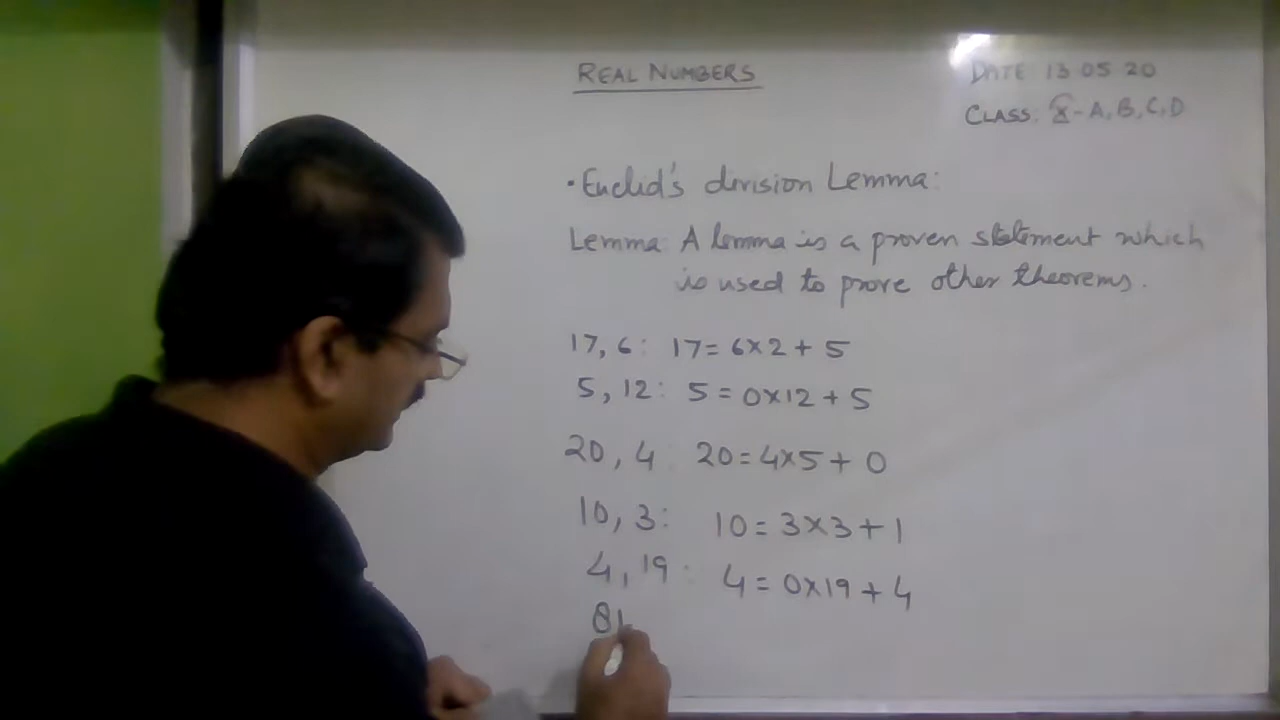 REAL NUMBERS
DATE 13.05.20
CLASS: X-A, B, C, D
• Euclid's division Lemma:
Lemma: A lemma is a proven statement which
is used to prove other theorems.
17, 6: 17 = 6×2 + 5
5, 12: 5 = 0×12 + 5
20, 4: 20 = 4×5 + 0
10, 3: 10 = 3×3 + 1
4, 19: 4 = 0×19 + 4
81